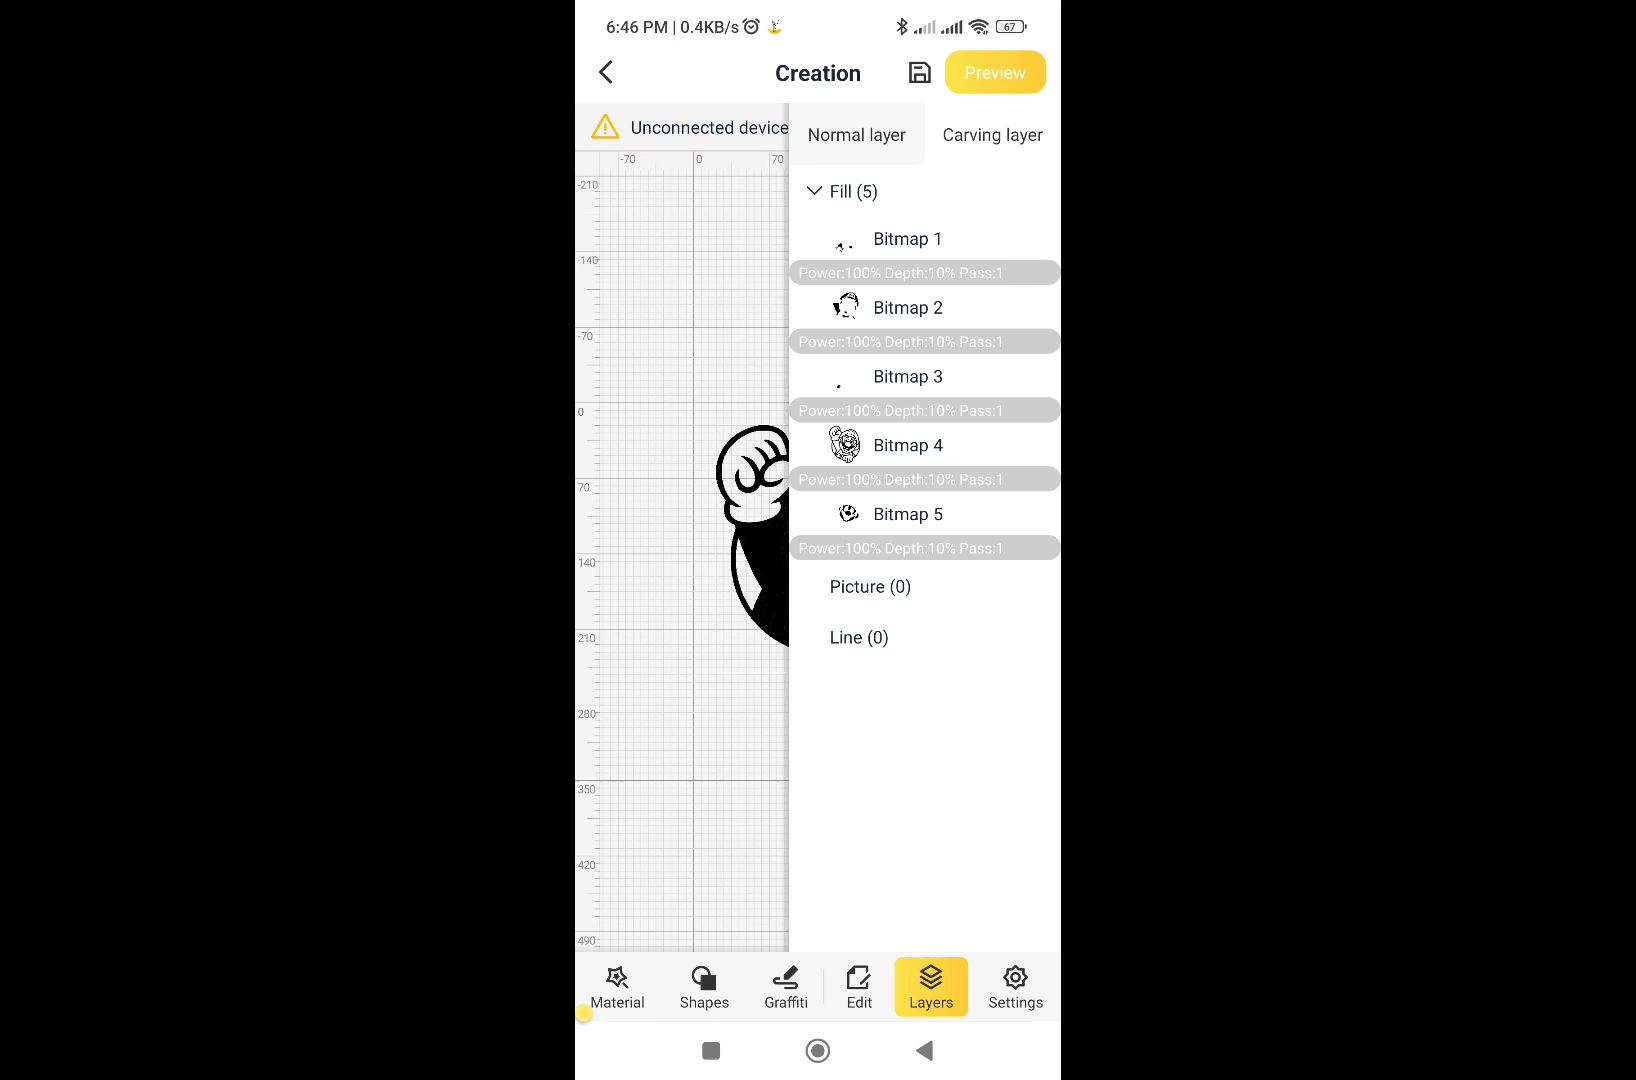 6:46 PM | 0.4KB/s
67
Creation
Preview
Unconnected device
Normal layer
Carving layer
-70
0
70
-210
-140
-70
0
70
140
210
280
350
420
490
Fill (5)
Bitmap 1
Power:100% Depth:10% Pass:1
Bitmap 2
Power:100% Depth:10% Pass:1
Bitmap 3
Power:100% Depth:10% Pass:1
Bitmap 4
Power:100% Depth:10% Pass:1
Bitmap 5
Power:100% Depth:10% Pass:1
Picture (0)
Line (0)
Material
Shapes
Graffiti
Edit
Layers
Settings